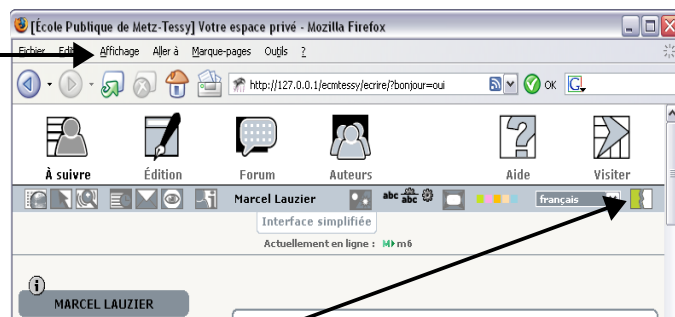 [École Publique de Metz-Tessy] Votre espace privé - Mozilla Firefox
Fichier Edition Affichage Aller à Marque-pages Outils ?
http://127.0.0.1/ecmtessy/ecrire/?bonjour=oui OK G
À suivre Édition Forum Auteurs Aide Visiter
Marcel Lauzier abc abc français
Interface simplifiée
Actuellement en ligne : m6
MARCEL LAUZIER